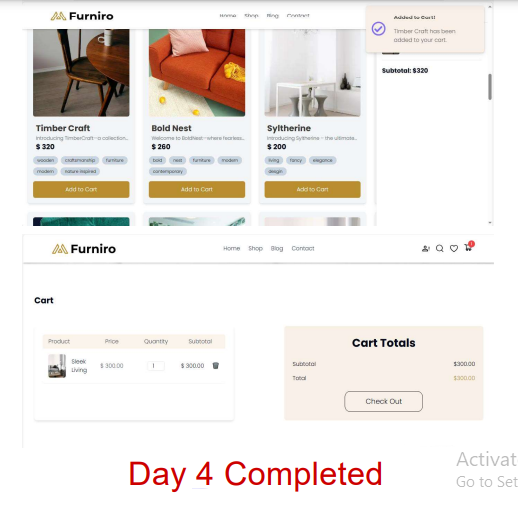 Furniro
Home Shop Blog Contact
Added to Cart!
Timber Craft has been
added to your cart.
Subtotal: $320
Timber Craft
Introducing TimberCraft—a collection...
$ 320
wooden craftsmanship furniture
modern nature inspired
Add to Cart
Bold Nest
Welcome to BoldNest—where fearless...
$ 260
bold nest furniture modern
contemporary
Add to Cart
Syltherine
Introducing Syltherine - the ultimate...
$ 200
living fancy elegance
design
Add to Cart
Furniro
Home Shop Blog Contact
1
Cart
Product Price Quantity Subtotal
Sleek
Living
$ 300.00 1 $ 300.00
Cart Totals
Subtotal $300.00
Total $300.00
Check Out
Day 4 Completed
Activat
Go to Set